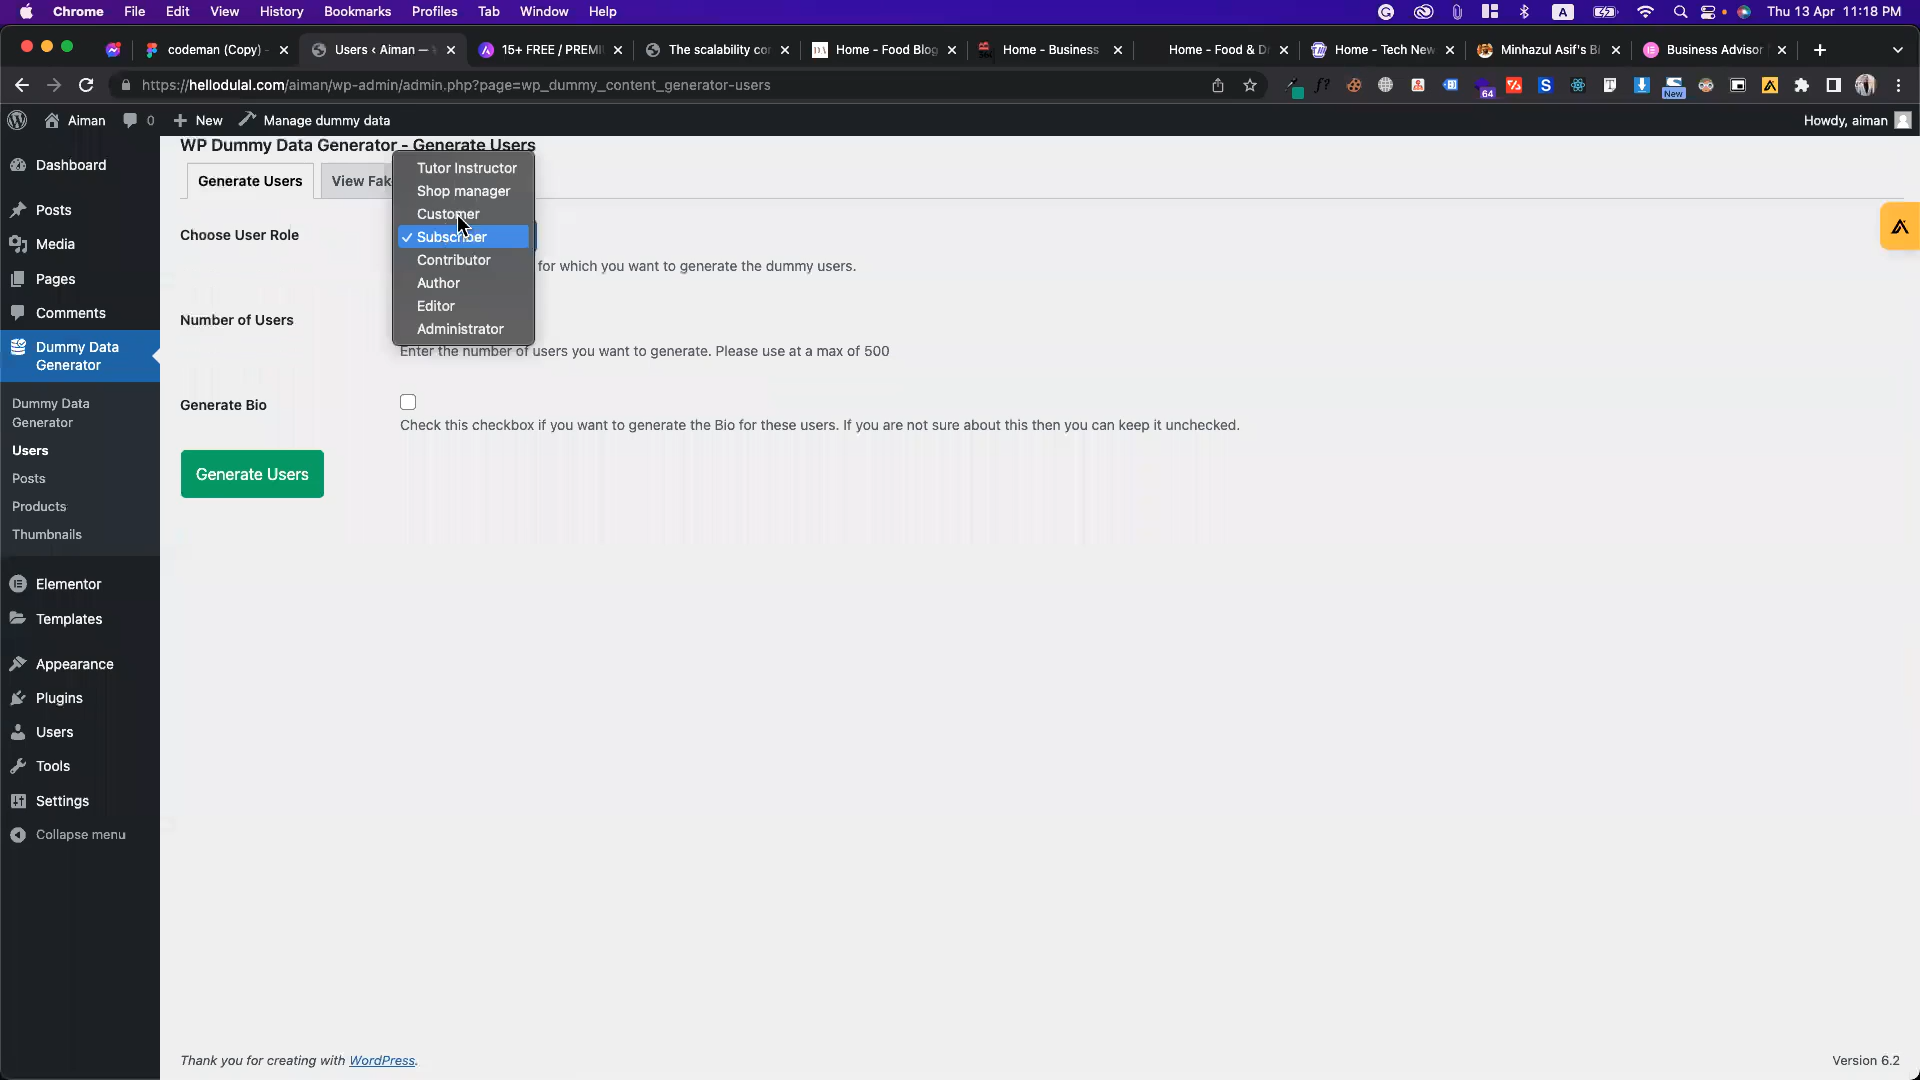 Chrome File Edit View History Bookmarks Profiles Tab Window Help A Thu 13 Apr 11:18 PM
codeman (Copy) - Users ‹ Aiman — 15+ FREE / PREMI The scalability co Home - Food Blog Home - Business Home - Food & D Home - Tech New Minhazul Asif's B Business Advisor
https://hellodulal.com/aiman/wp-admin/admin.php?page=wp_dummy_content_generator-users
64 New
Aiman 0 New Manage dummy data Howdy, aiman
WP Dummy Data Generator - Generate Users
Generate Users View Fak
Choose User Role
Tutor Instructor
Shop manager
Customer
✓ Subscriber
Contributor
Author
Editor
Administrator
for which you want to generate the dummy users.
Number of Users
Enter the number of users you want to generate. Please use at a max of 500
Generate Bio
Check this checkbox if you want to generate the Bio for these users. If you are not sure about this then you can keep it unchecked.
Generate Users
Dashboard
Posts
Media
Pages
Comments
Dummy Data
Generator
Dummy Data
Generator
Users
Posts
Products
Thumbnails
Elementor
Templates
Appearance
Plugins
Users
Tools
Settings
Collapse menu
Thank you for creating with WordPress.
Version 6.2